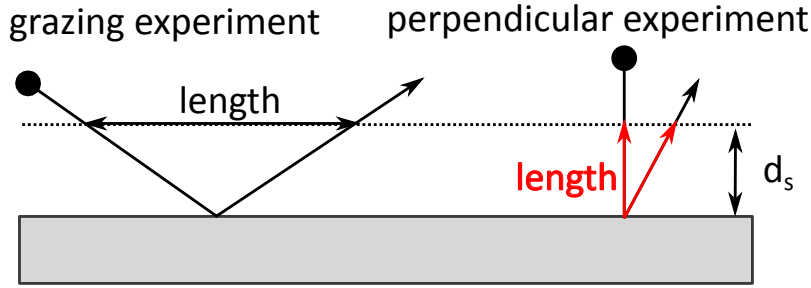 grazing experiment
perpendicular experiment
length
length
dₛ